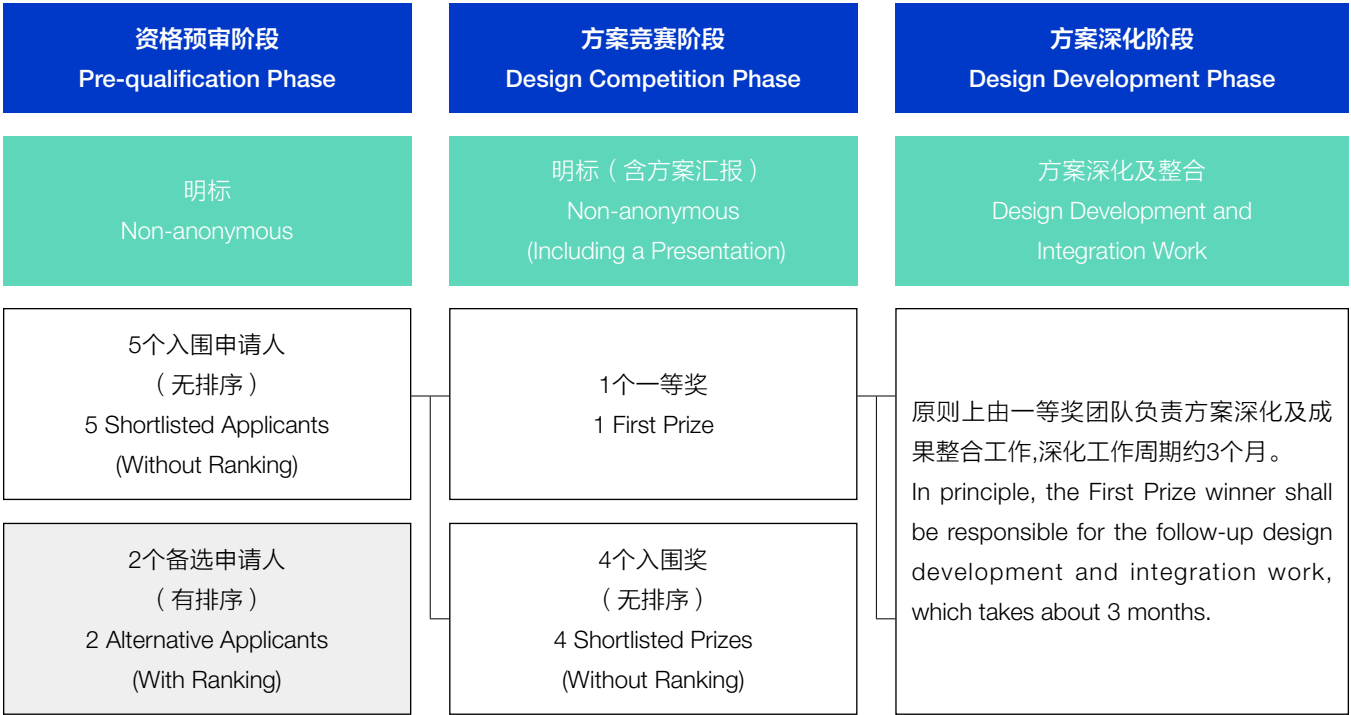 资格预审阶段
Pre-qualification Phase
方案竞赛阶段
Design Competition Phase
方案深化阶段
Design Development Phase
明标
Non-anonymous
明标（含方案汇报）
Non-anonymous
(Including a Presentation)
方案深化及整合
Design Development and
Integration Work
5个入围申请人
（无排序）
5 Shortlisted Applicants
(Without Ranking)
1个一等奖
1 First Prize
2个备选申请人
（有排序）
2 Alternative Applicants
(With Ranking)
4个入围奖
（无排序）
4 Shortlisted Prizes
(Without Ranking)
原则上由一等奖团队负责方案深化及成
果整合工作,深化工作周期约3个月。
In principle, the First Prize winner shall
be responsible for the follow-up design
development and integration work,
which takes about 3 months.